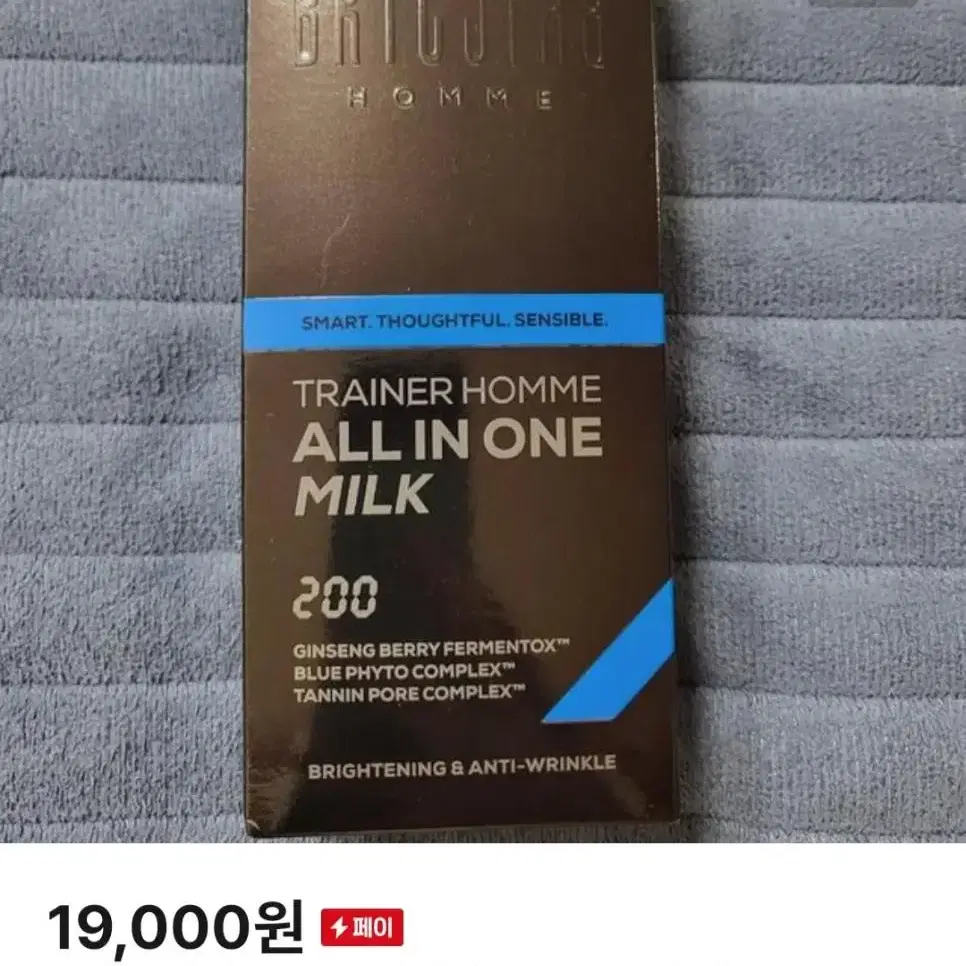 HOMME
SMART. THOUGHTFUL. SENSIBLE.
TRAINER HOMME
ALL IN ONE
MILK
200
GINSENG BERRY FERMENTOX™
BLUE PHYTO COMPLEX™
TANNIN PORE COMPLEX™
BRIGHTENING & ANTI-WRINKLE
19,000원 페이